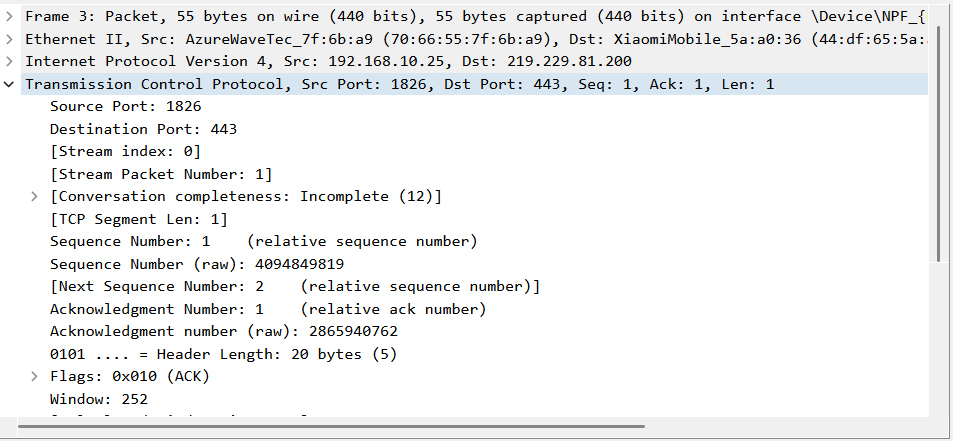 Frame 3: Packet, 55 bytes on wire (440 bits), 55 bytes captured (440 bits) on interface \Device\NPF_{
Ethernet II, Src: AzureWaveTec_7f:6b:a9 (70:66:55:7f:6b:a9), Dst: XiaomiMobile_5a:a0:36 (44:df:65:5a:
Internet Protocol Version 4, Src: 192.168.10.25, Dst: 219.229.81.200
Transmission Control Protocol, Src Port: 1826, Dst Port: 443, Seq: 1, Ack: 1, Len: 1
Source Port: 1826
Destination Port: 443
[Stream index: 0]
[Stream Packet Number: 1]
[Conversation completeness: Incomplete (12)]
[TCP Segment Len: 1]
Sequence Number: 1    (relative sequence number)
Sequence Number (raw): 4094849819
[Next Sequence Number: 2    (relative sequence number)]
Acknowledgment Number: 1    (relative ack number)
Acknowledgment number (raw): 2865940762
0101 .... = Header Length: 20 bytes (5)
Flags: 0x010 (ACK)
Window: 252